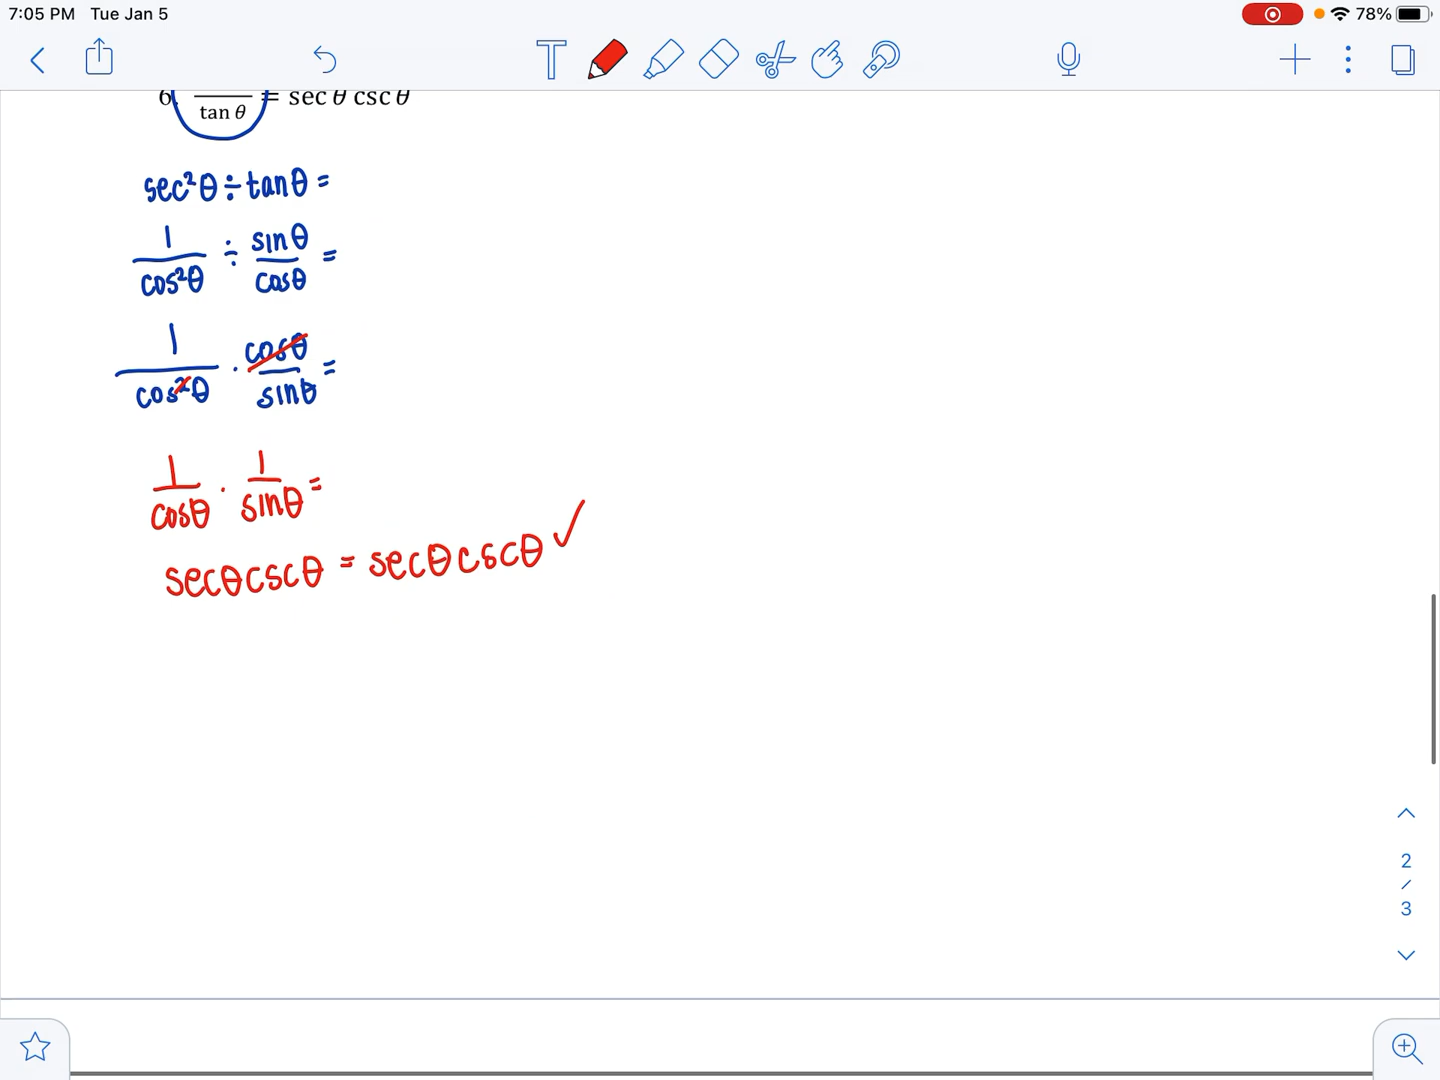 7:05 PM Tue Jan 5
78%
T
6. / tan θ = sec θ csc θ
sec²θ ÷ tanθ =
1/cos²θ ÷ sinθ/cosθ =
1/cos²θ · cosθ/sinθ =
1/cosθ · 1/sinθ =
secθcscθ = secθcscθ ✓
2
/
3